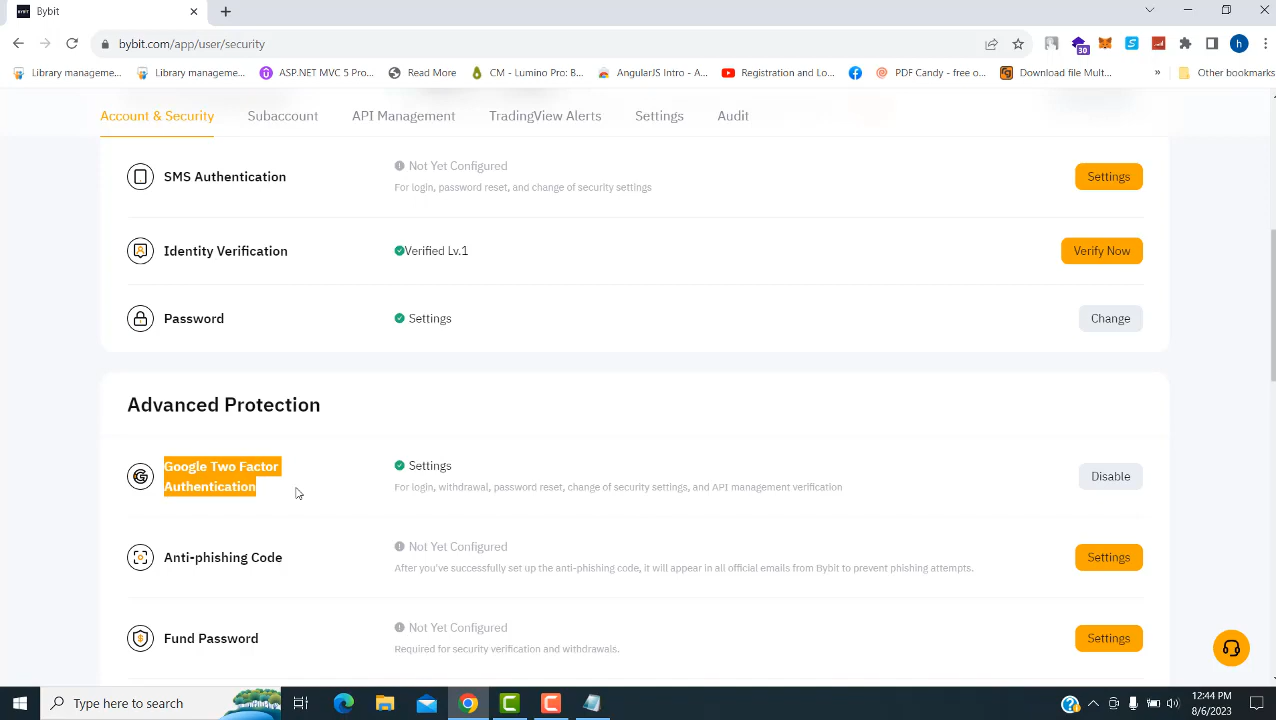 Bybit
bybit.com/app/user/security
30
h
Library manageme...
Library manageme...
ASP.NET MVC 5 Pro...
Read More
CM - Lumino Pro: B...
AngularJS Intro - A...
Registration and Lo...
PDF Candy - free o...
Download file Mult...
»
Other bookmarks
Account & Security
Subaccount
API Management
TradingView Alerts
Settings
Audit
SMS Authentication
Not Yet Configured
For login, password reset, and change of security settings
Settings
Identity Verification
Verified Lv.1
Verify Now
Password
Settings
Change
Advanced Protection
Google Two Factor
Authentication
Settings
For login, withdrawal, password reset, change of security settings, and API management verification
Disable
Anti-phishing Code
Not Yet Configured
After you've successfully set up the anti-phishing code, it will appear in all official emails from Bybit to prevent phishing attempts.
Settings
Fund Password
Not Yet Configured
Required for security verification and withdrawals.
Settings
Type here to search
12:44 PM
8/6/2023